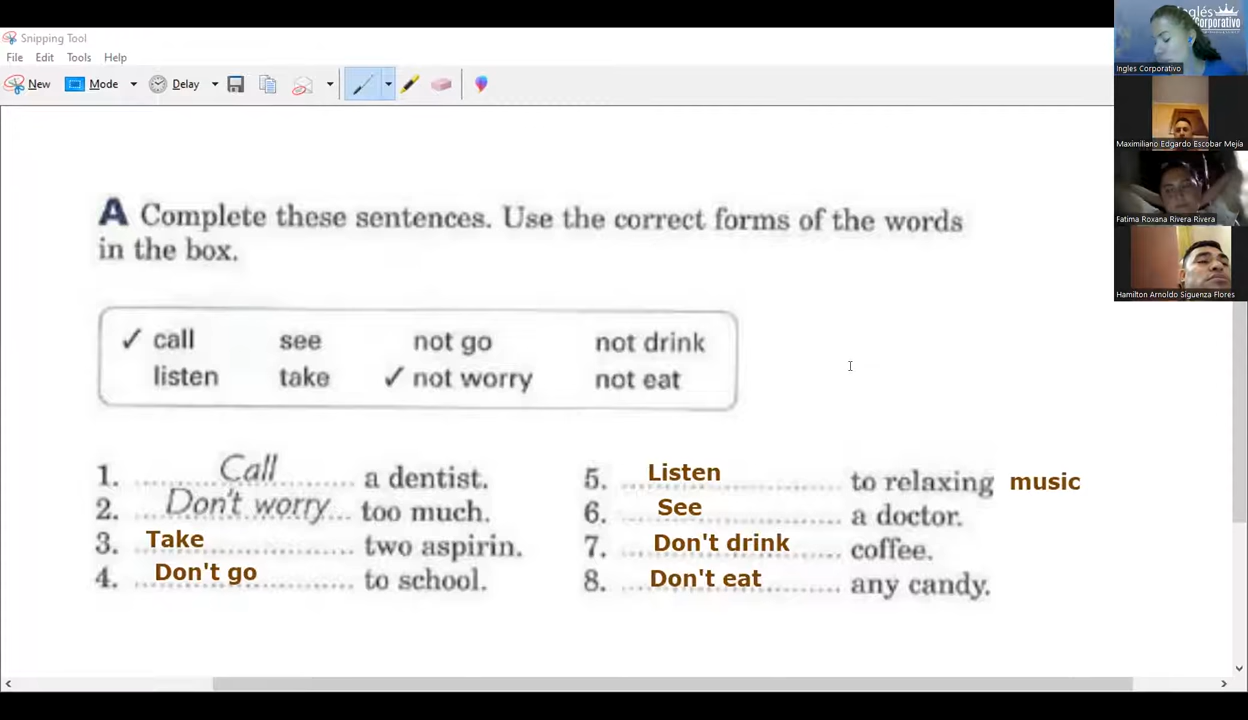 Snipping Tool
File Edit Tools Help
New Mode Delay
A Complete these sentences. Use the correct forms of the words
in the box.
✓ call see not go not drink
listen take ✓ not worry not eat
1. Call a dentist.
2. Don't worry too much.
3. Take two aspirin.
4. Don't go to school.
5. Listen to relaxing music
6. See a doctor.
7. Don't drink coffee.
8. Don't eat any candy.
Inglés
Corporativo
Ingles Corporativo
Maximiliano Edgardo Escobar Mejía
Fatima Roxana Rivera Rivera
Hamilton Arnoldo Siguenza Flores